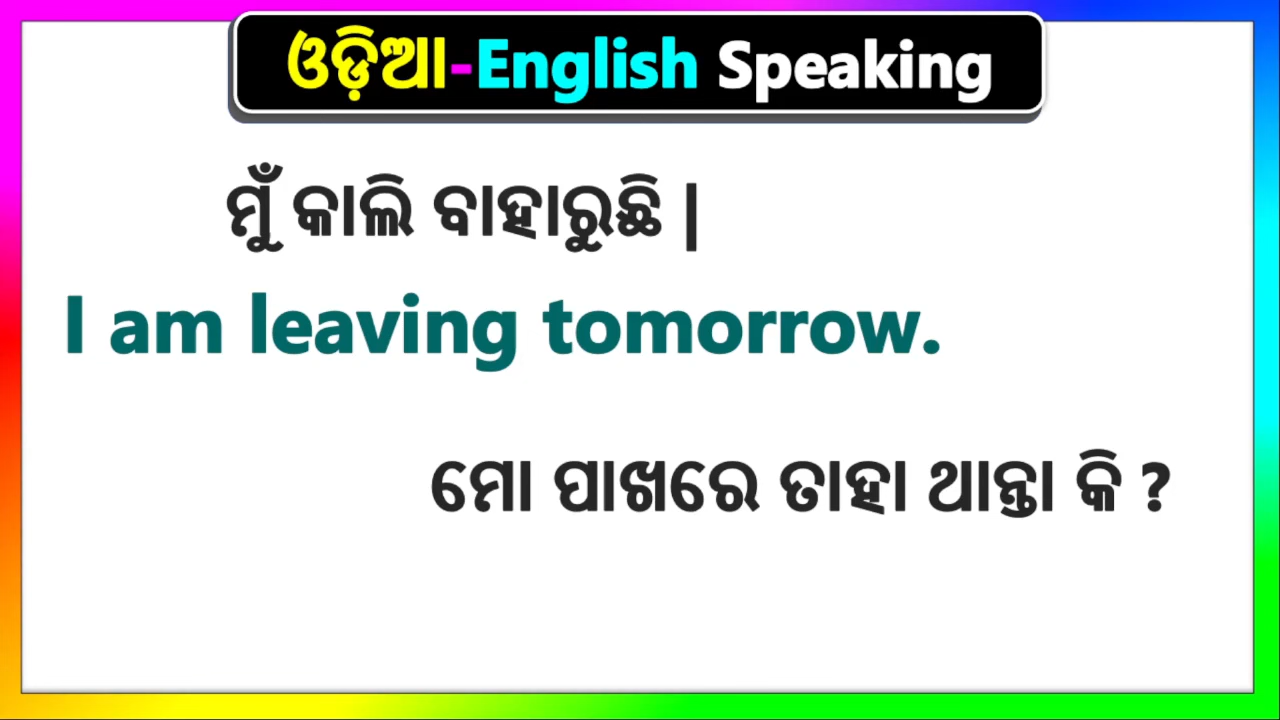 ଓଡ଼ିଆ-English Speaking
ମୁଁ କାଲି ବାହାରୁଛି |
I am leaving tomorrow.
ମୋ ପାଖରେ ତାହା ଥାନ୍ତା କି ?